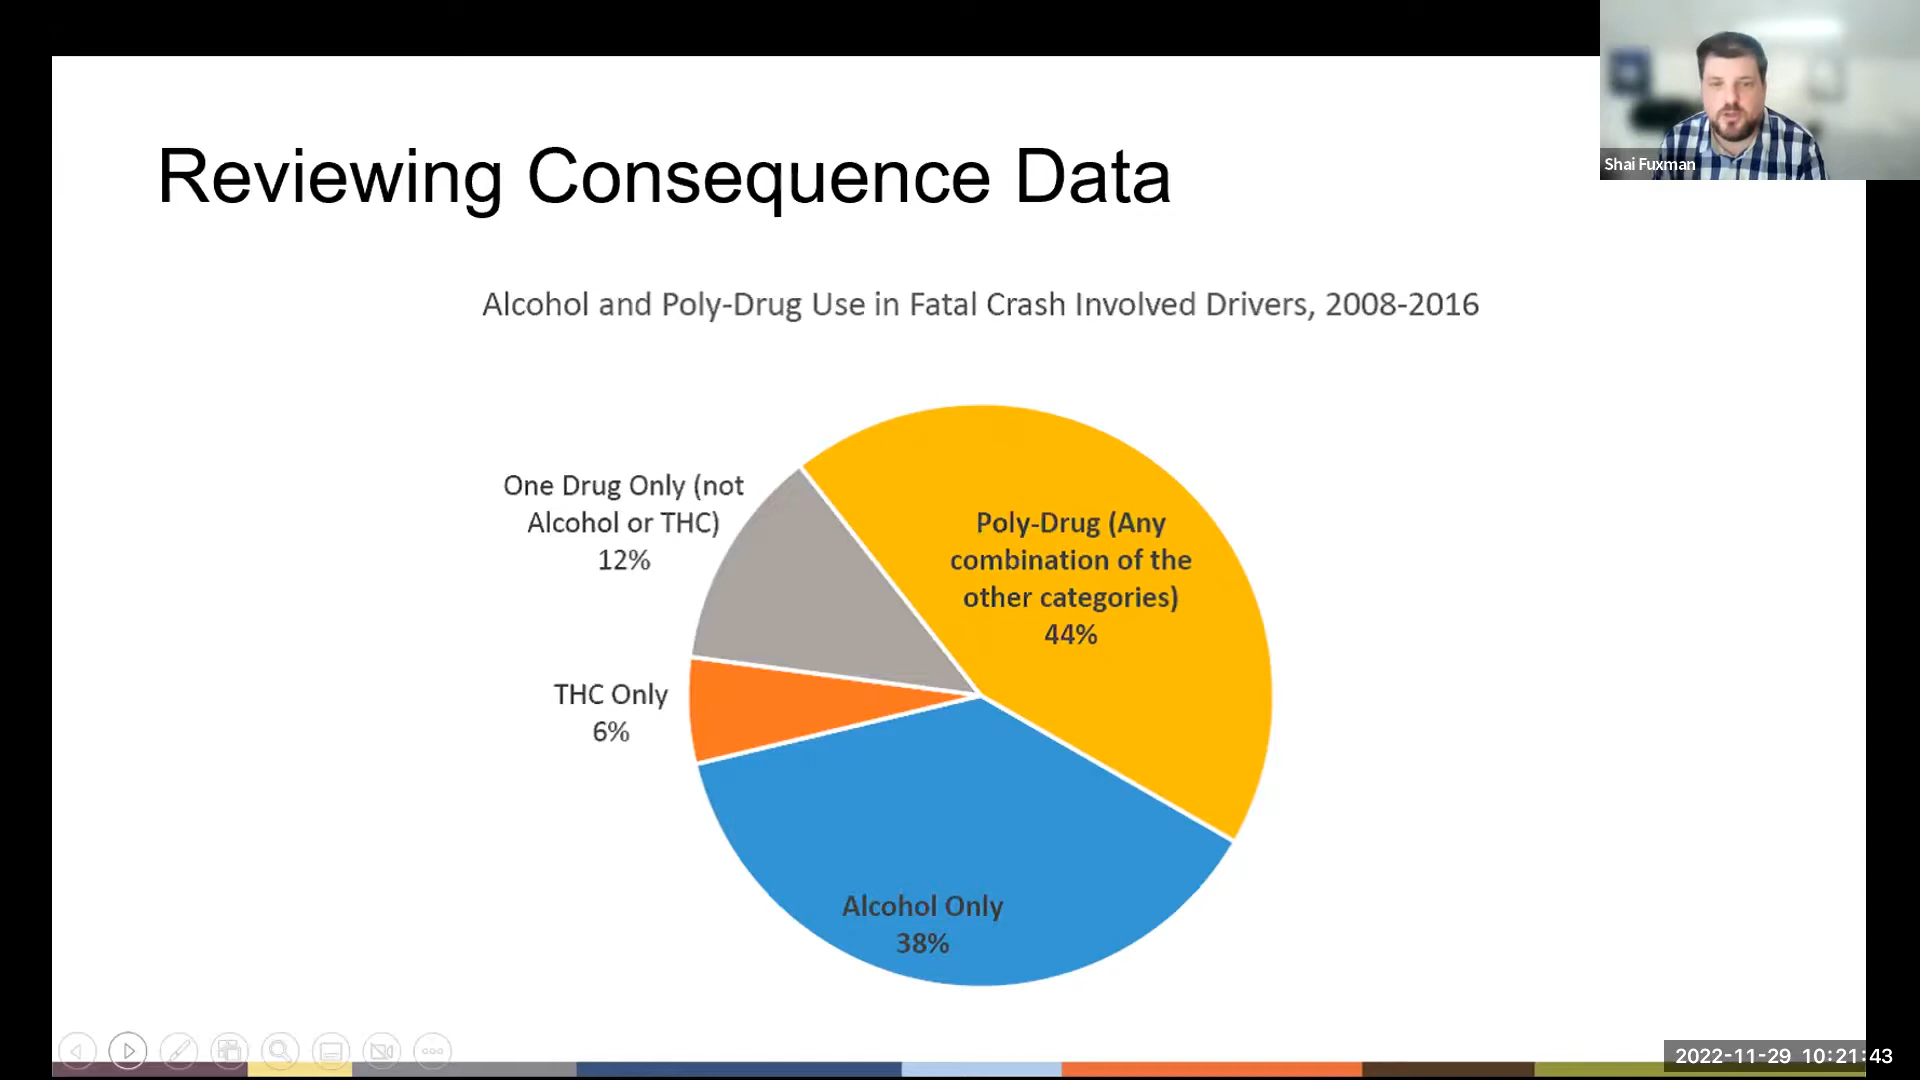 Shai Fuxman
Reviewing Consequence Data
Alcohol and Poly-Drug Use in Fatal Crash Involved Drivers, 2008-2016
One Drug Only (not
Alcohol or THC)
12%
Poly-Drug (Any
combination of the
other categories)
44%
THC Only
6%
Alcohol Only
38%
2022-11-29 10:21:43